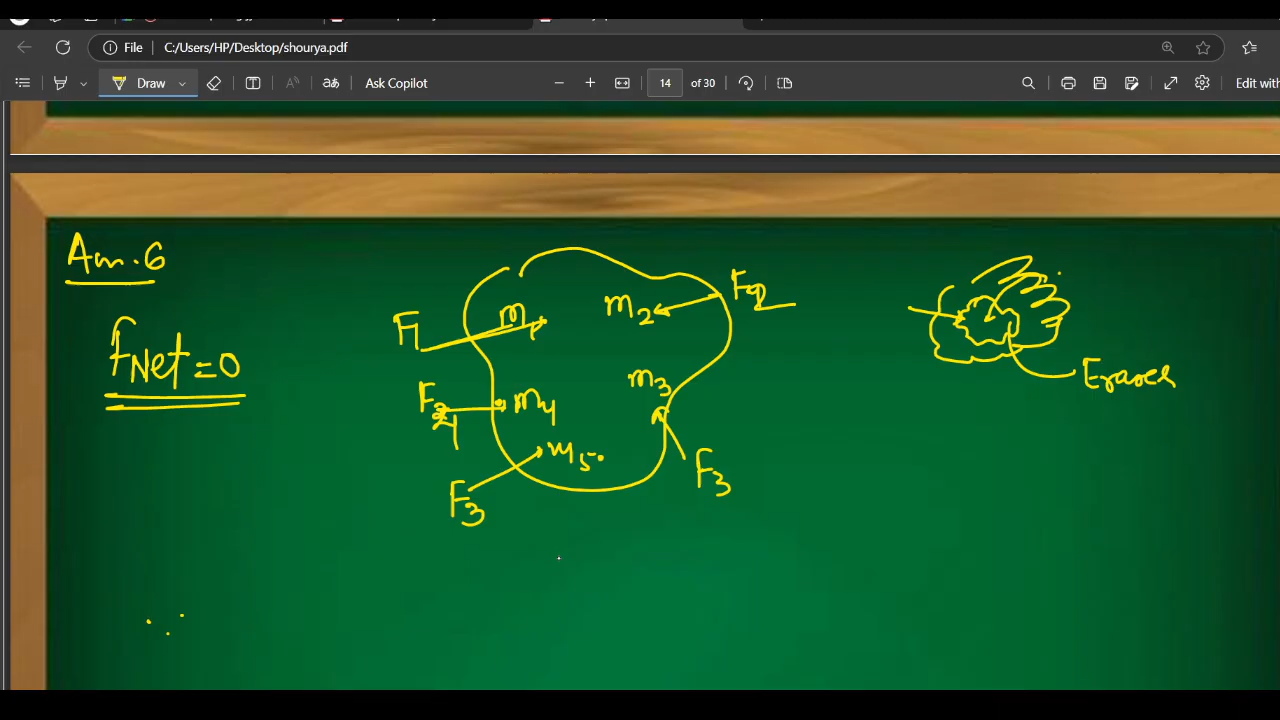 File | C:/Users/HP/Desktop/shourya.pdf
Draw
Ask Copilot
14 of 30
Edit with
Ans.6
FNet=0
F1
m1
m2
F2
F4
m4
m3
m5
F3
F3